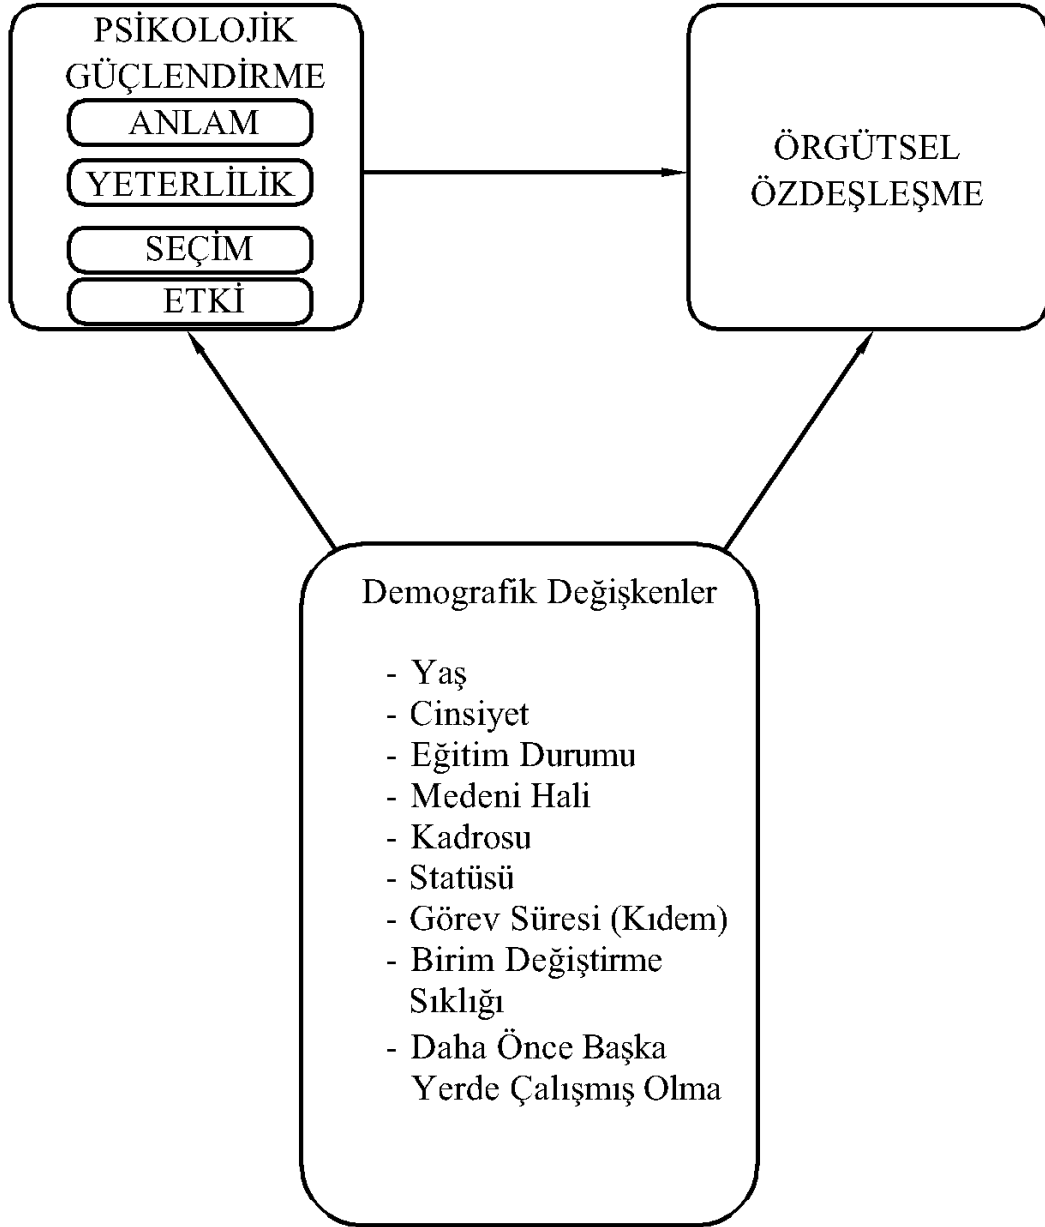 PSİKOLOJİK
GÜÇLENDİRME
ANLAM
YETERLİLİK
SEÇİM
ETKİ
ÖRGÜTSEL
ÖZDEŞLEŞME
Demografik Değişkenler
- Yaş
- Cinsiyet
- Eğitim Durumu
- Medeni Hali
- Kadrosu
- Statüsü
- Görev Süresi (Kıdem)
- Birim Değiştirme
Sıklığı
- Daha Önce Başka
Yerde Çalışmış Olma